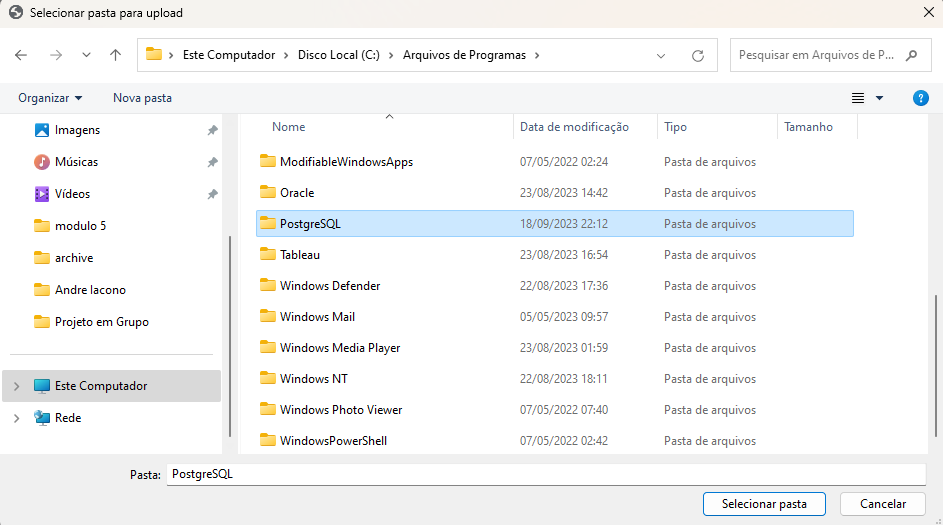 Selecionar pasta para upload
Este Computador > Disco Local (C:) > Arquivos de Programas >
Pesquisar em Arquivos de P...
Organizar
Nova pasta
Nome
Data de modificação
Tipo
Tamanho
Imagens
Músicas
Vídeos
modulo 5
archive
Andre Iacono
Projeto em Grupo
Este Computador
Rede
ModifiableWindowsApps 07/05/2022 02:24 Pasta de arquivos
Oracle 23/08/2023 14:42 Pasta de arquivos
PostgreSQL 18/09/2023 22:12 Pasta de arquivos
Tableau 23/08/2023 16:54 Pasta de arquivos
Windows Defender 22/08/2023 17:36 Pasta de arquivos
Windows Mail 05/05/2023 09:57 Pasta de arquivos
Windows Media Player 23/08/2023 01:59 Pasta de arquivos
Windows NT 22/08/2023 18:11 Pasta de arquivos
Windows Photo Viewer 07/05/2022 07:40 Pasta de arquivos
WindowsPowerShell 07/05/2022 02:42 Pasta de arquivos
Pasta: PostgreSQL
Selecionar pasta
Cancelar